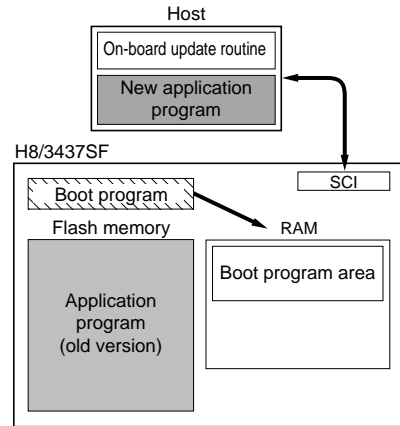 Host
On-board update routine
New application
program
H8/3437SF
SCI
Boot program
Flash memory
RAM
Boot program area
Application
program
(old version)